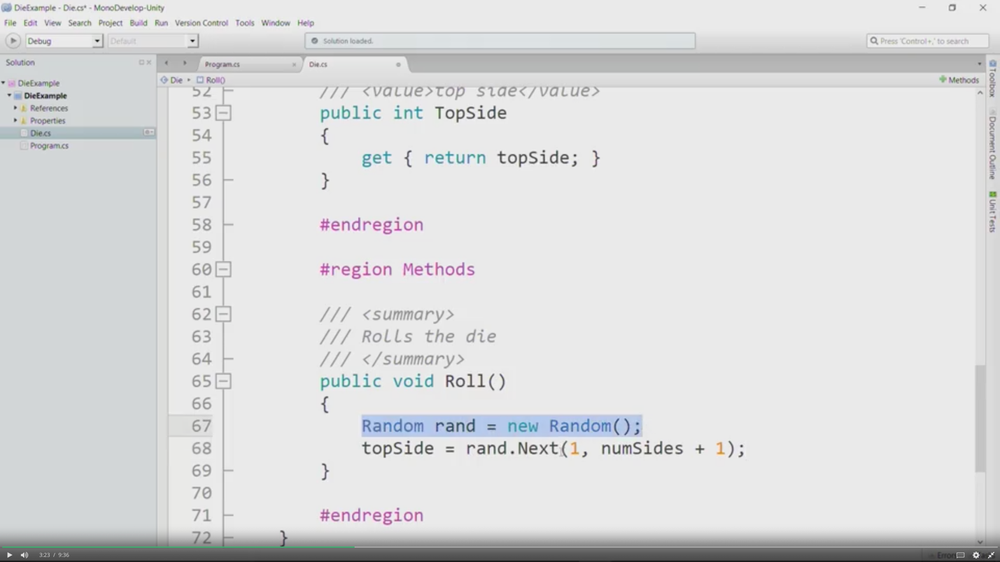 DieExample - Die.cs* - MonoDevelop-Unity
File Edit View Search Project Build Run Version Control Tools Window Help
Debug Default Solution loaded. Press 'Control+,' to search
Solution
Program.cs Die.cs
Die Roll() Methods
DieExample
DieExample
References
Properties
Die.cs
Program.cs
52 /// <value>top side</value>
53 public int TopSide
54 {
55 get { return topSide; }
56 }
57
58 #endregion
59
60 #region Methods
61
62 /// <summary>
63 /// Rolls the die
64 /// </summary>
65 public void Roll()
66 {
67 Random rand = new Random();
68 topSide = rand.Next(1, numSides + 1);
69 }
70
71 #endregion
72 }
Toolbox
Document Outline
Unit Tests
3:23 / 9:36